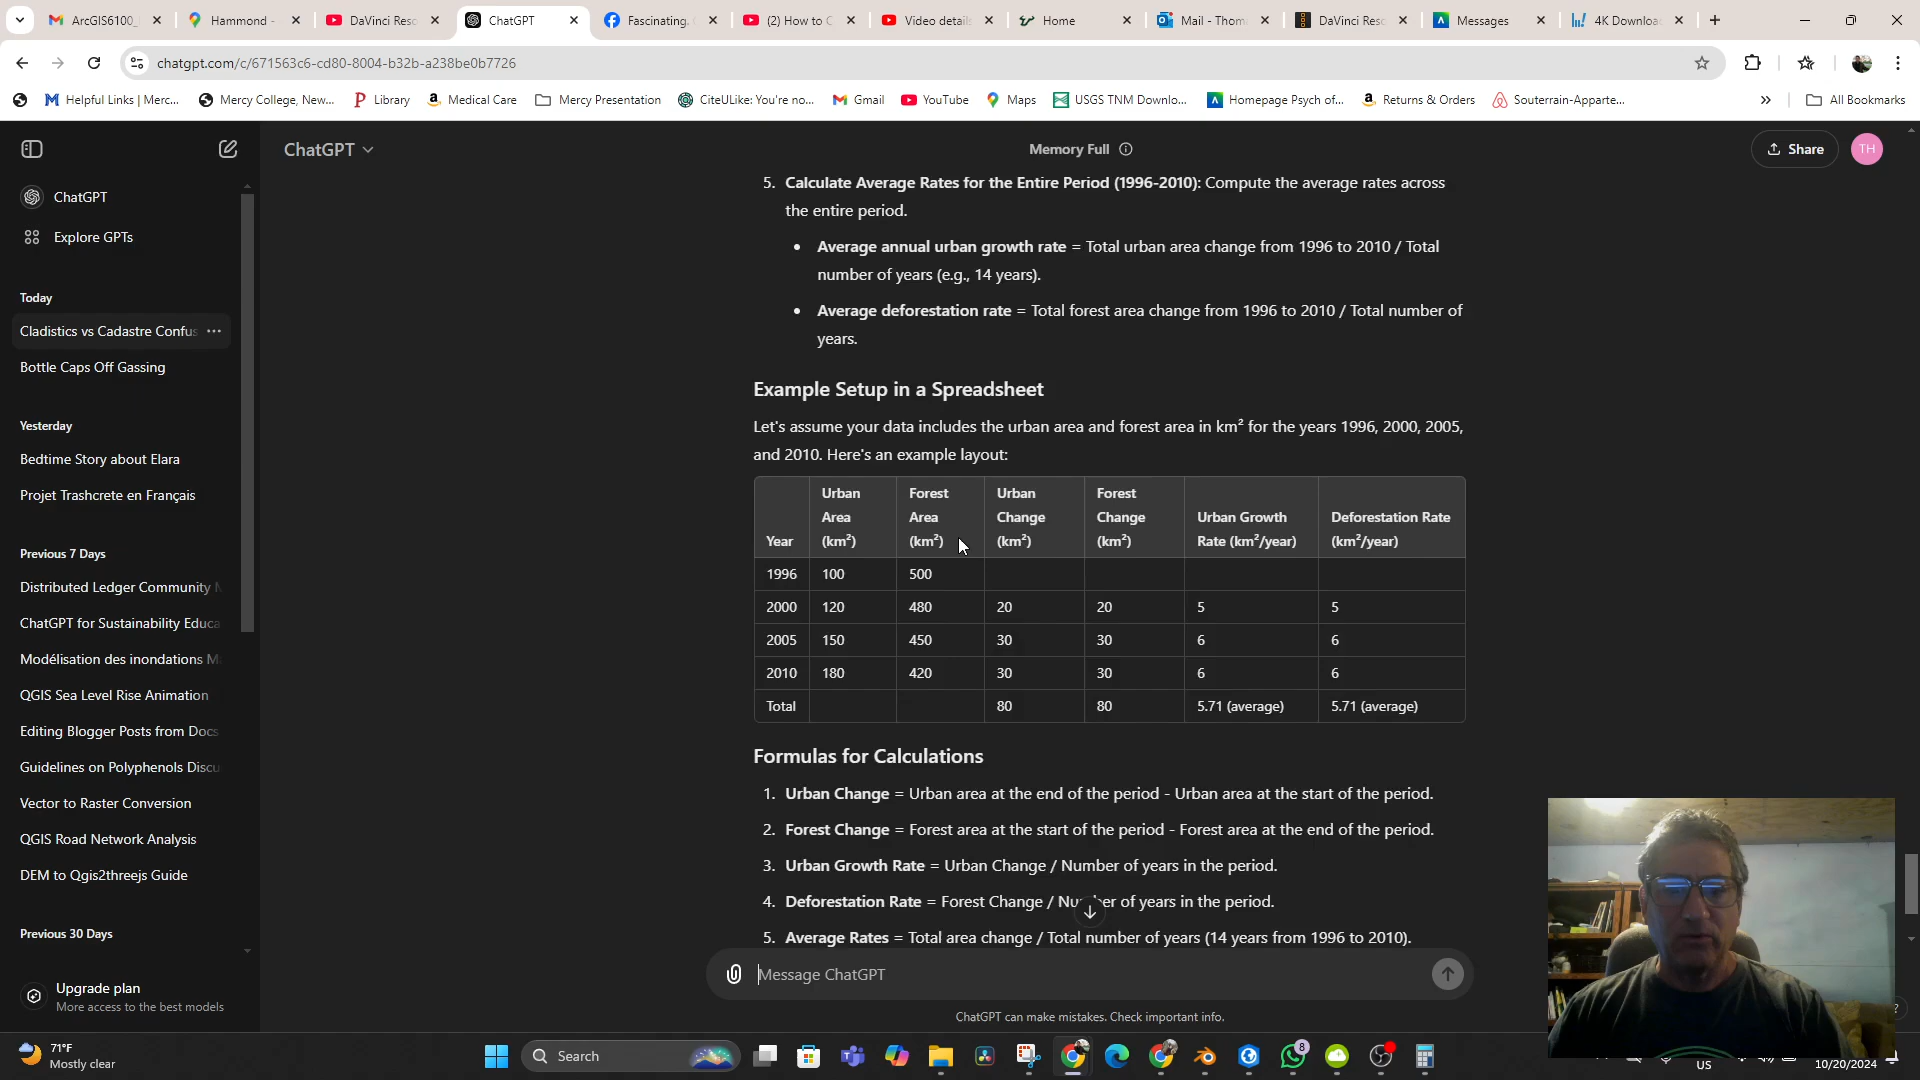 ArcGIS6100_
Hammond -
DaVinci Resc
ChatGPT
Fascinating.
(2) How to C
Video details
Home
Mail - Thom
DaVinci Resc
Messages
4K Downloa
chatgpt.com/c/671563c6-cd80-8004-b32b-a238be0b7726
Helpful Links | Merc...
Mercy College, New...
Library
Medical Care
Mercy Presentation
CiteULike: You're no...
Gmail
YouTube
Maps
USGS TNM Downlo...
Homepage Psych of...
Returns & Orders
Souterrain-Apparte...
All Bookmarks
ChatGPT
Memory Full
Share
TH
ChatGPT
Explore GPTs
Today
Cladistics vs Cadastre Confus
Bottle Caps Off Gassing
Yesterday
Bedtime Story about Elara
Projet Trashcrete en Français
Previous 7 Days
Distributed Ledger Community
ChatGPT for Sustainability Educa
Modélisation des inondations
QGIS Sea Level Rise Animation
Editing Blogger Posts from Docs
Guidelines on Polyphenols Discu
Vector to Raster Conversion
QGIS Road Network Analysis
DEM to Qgis2threejs Guide
Previous 30 Days
Upgrade plan
More access to the best models
5. Calculate Average Rates for the Entire Period (1996-2010): Compute the average rates across
the entire period.
• Average annual urban growth rate = Total urban area change from 1996 to 2010 / Total
number of years (e.g., 14 years).
• Average deforestation rate = Total forest area change from 1996 to 2010 / Total number of
years.
Example Setup in a Spreadsheet
Let's assume your data includes the urban area and forest area in km² for the years 1996, 2000, 2005,
and 2010. Here's an example layout:
Year Urban Area (km²) Forest Area (km²) Urban Change (km²) Forest Change (km²) Urban Growth Rate (km²/year) Deforestation Rate (km²/year)
1996 100 500
2000 120 480 20 20 5 5
2005 150 450 30 30 6 6
2010 180 420 30 30 6 6
Total 80 80 5.71 (average) 5.71 (average)
Formulas for Calculations
1. Urban Change = Urban area at the end of the period - Urban area at the start of the period.
2. Forest Change = Forest area at the start of the period - Forest area at the end of the period.
3. Urban Growth Rate = Urban Change / Number of years in the period.
4. Deforestation Rate = Forest Change / Number of years in the period.
5. Average Rates = Total area change / Total number of years (14 years from 1996 to 2010).
Message ChatGPT
ChatGPT can make mistakes. Check important info.
71°F
Mostly clear
Search
8
US
10/20/2024